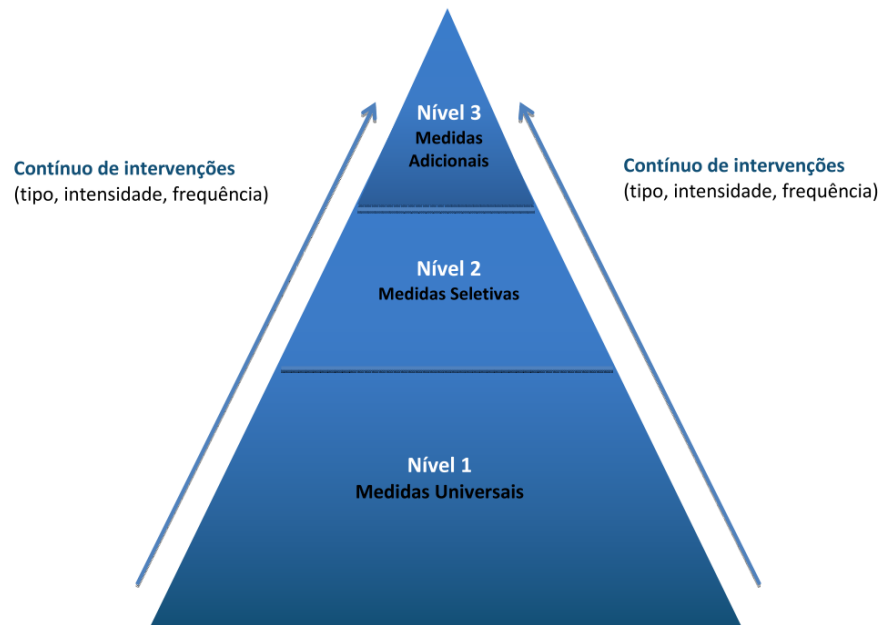 Nível 3
Medidas
Adicionais
Contínuo de intervenções
(tipo, intensidade, frequência)
Contínuo de intervenções
(tipo, intensidade, frequência)
Nível 2
Medidas Seletivas
Nível 1
Medidas Universais